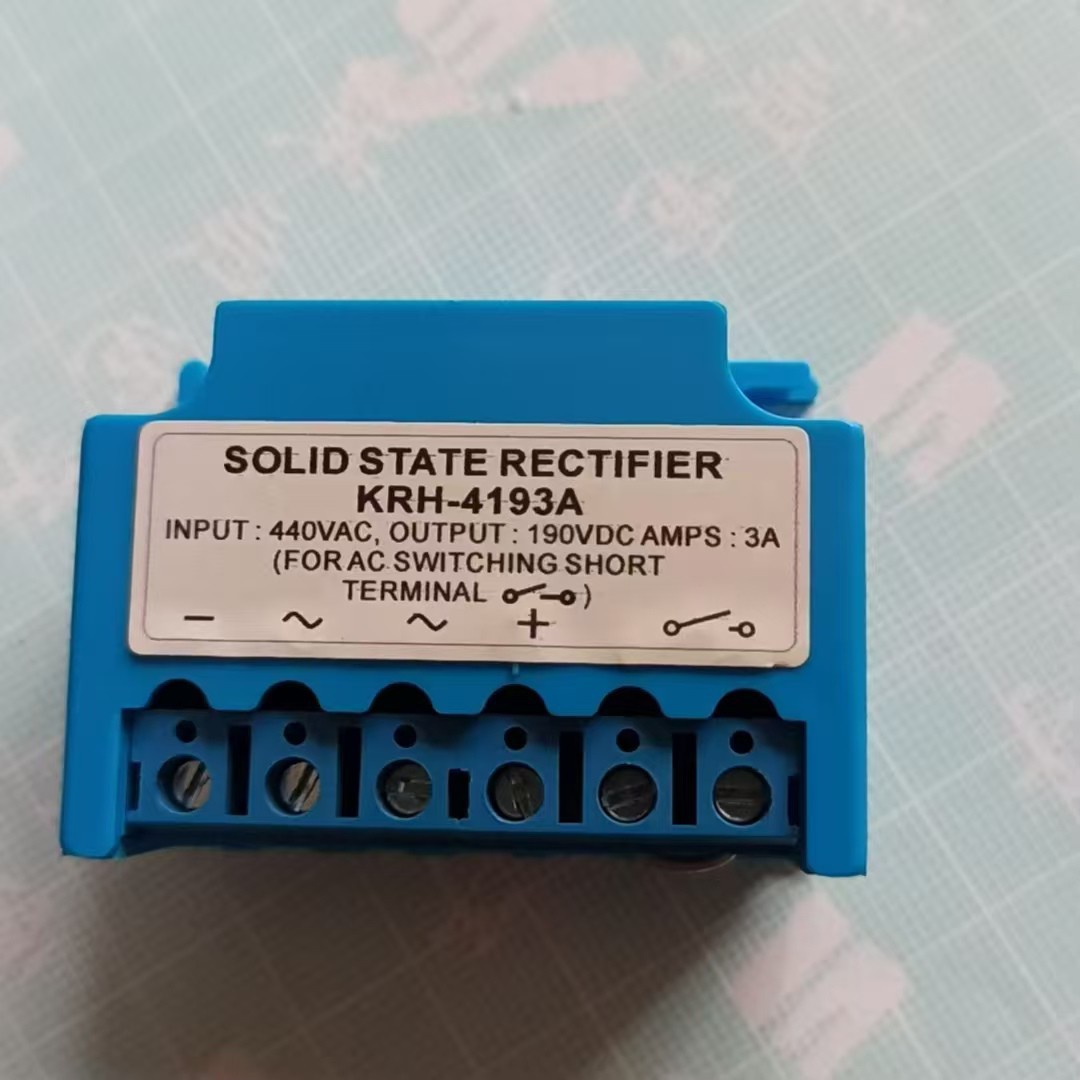 SOLID STATE RECTIFIER
KRH-4193A
INPUT : 440VAC, OUTPUT : 190VDC AMPS : 3A
(FOR AC SWITCHING SHORT
TERMINAL )
− ~ ~ +